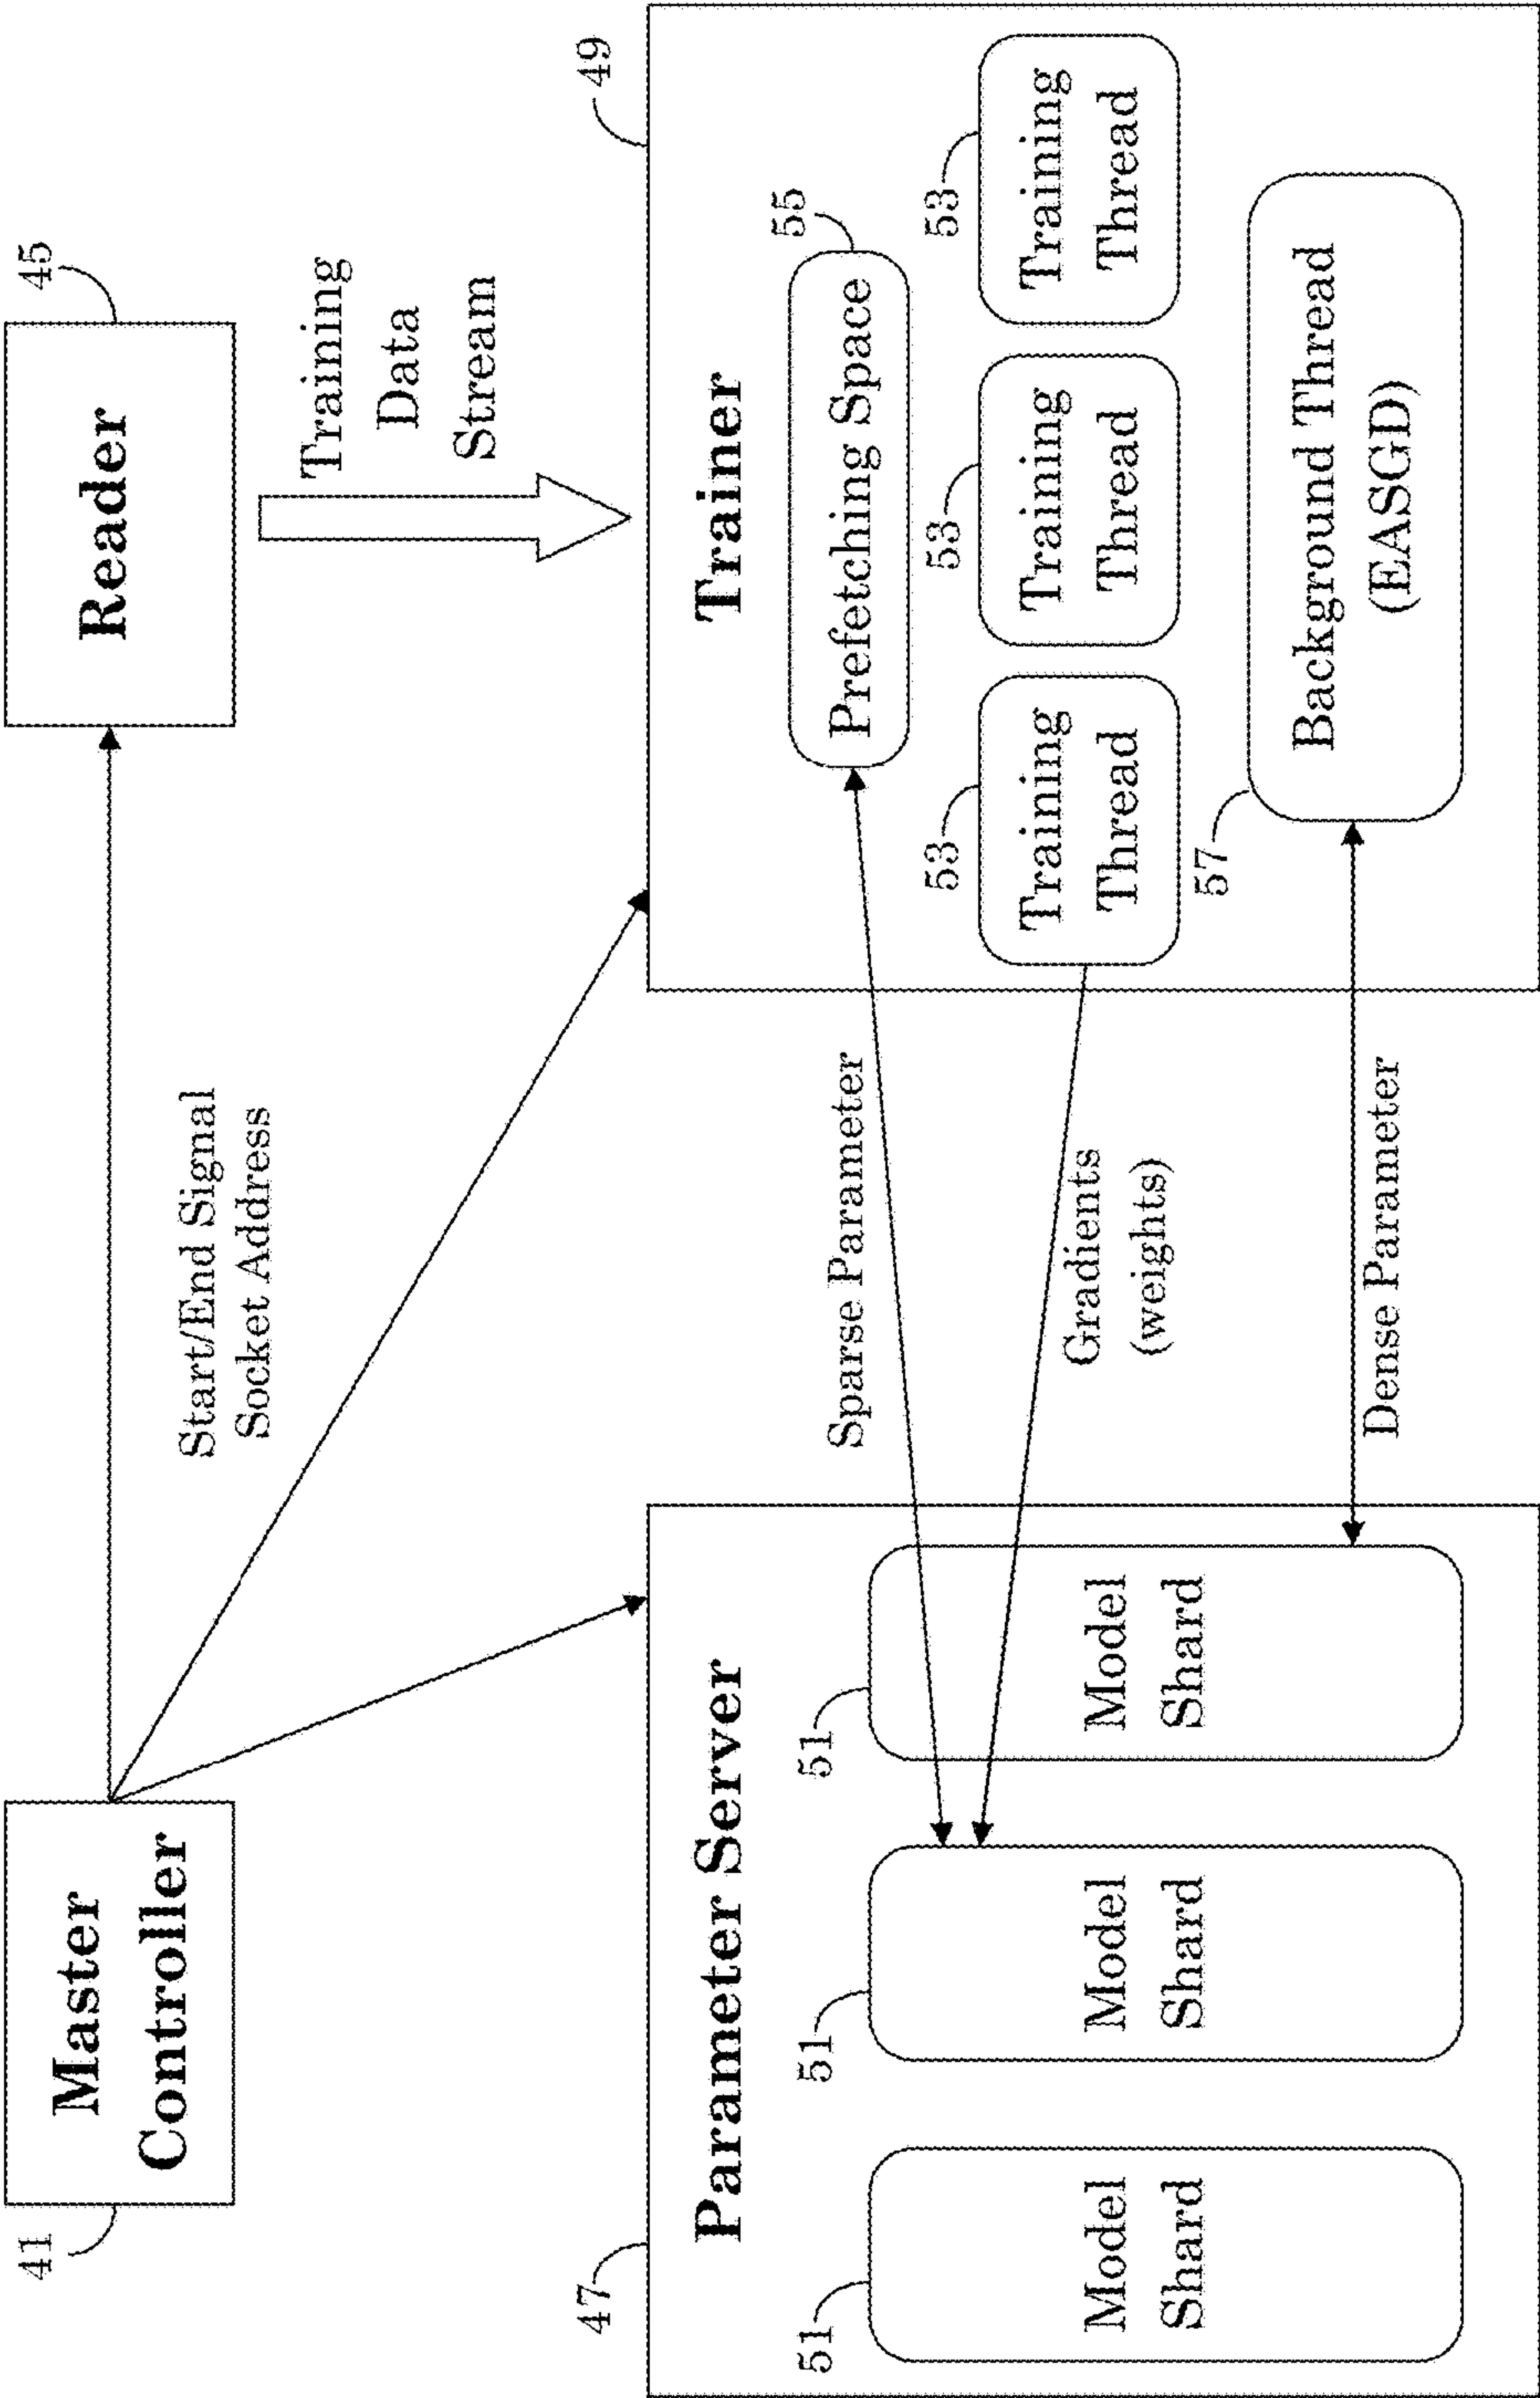 41
Master
Controller
Start/End Signal
Socket Address
45
Reader
Training
Data
Stream
47
Parameter Server
51
Model
Shard
51
Model
Shard
51
Model
Shard
Sparse Parameter
Gradients
(weights)
Dense Parameter
49
Trainer
55
Prefetching Space
53
Training
Thread
53
Training
Thread
53
Training
Thread
57
Background Thread
(EASGD)